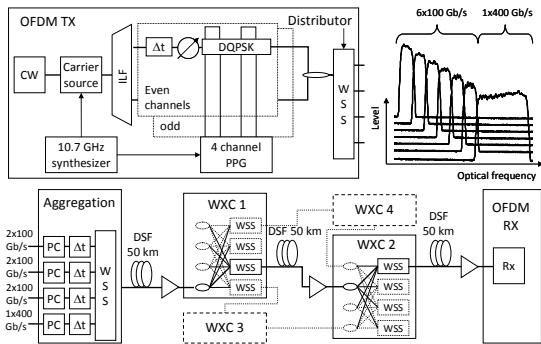 OFDM TX
Distributor
CW
Carrier
source
ILF
Δt
DQPSK
Even
channels
odd
10.7 GHz
synthesizer
4 channel
PPG
W
S
S
6x100 Gb/s
1x400 Gb/s
Level
Optical frequency
Aggregation
2x100
Gb/s
PC
Δt
2x100
Gb/s
PC
Δt
2x100
Gb/s
PC
Δt
1x400
Gb/s
PC
Δt
W
S
S
DSF
50 km
WXC 1
WSS
WSS
WSS
WSS
WXC 3
DSF
50 km
WXC 4
WXC 2
WSS
WSS
WSS
WSS
DSF
50 km
OFDM
RX
Rx